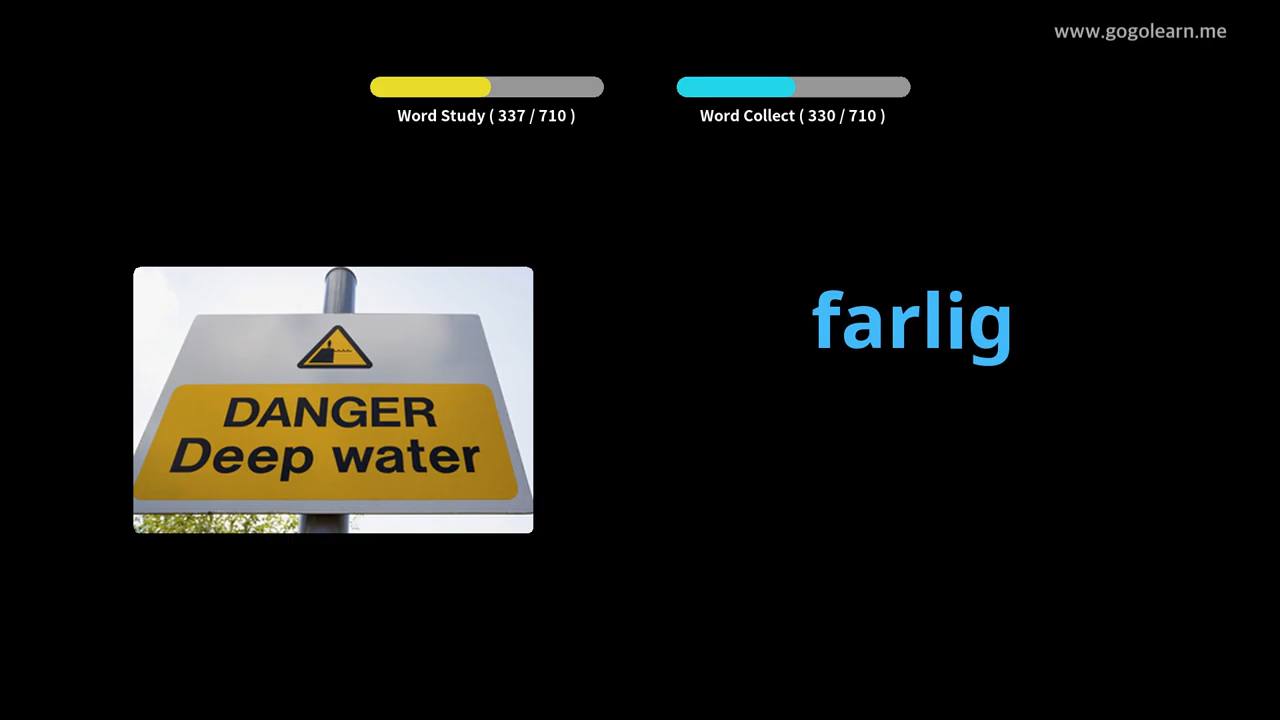 www.gogolearn.me
Word Study ( 337 / 710 )
Word Collect ( 330 / 710 )
DANGER
Deep water
farlig